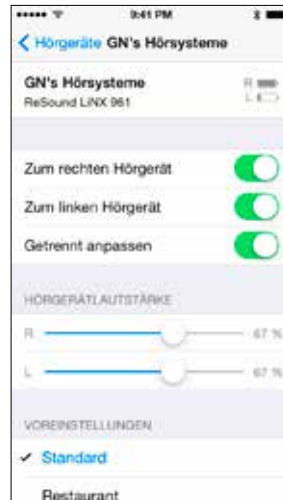 9:41 PM
Hörgeräte GN's Hörsysteme
GN's Hörsysteme R
ReSound LiNX 961 L
Zum rechten Hörgerät
Zum linken Hörgerät
Getrennt anpassen
HÖRGERÄTLAUTSTÄRKE
R 67 %
L 67 %
VOREINSTELLUNGEN
✓ Standard
Restaurant